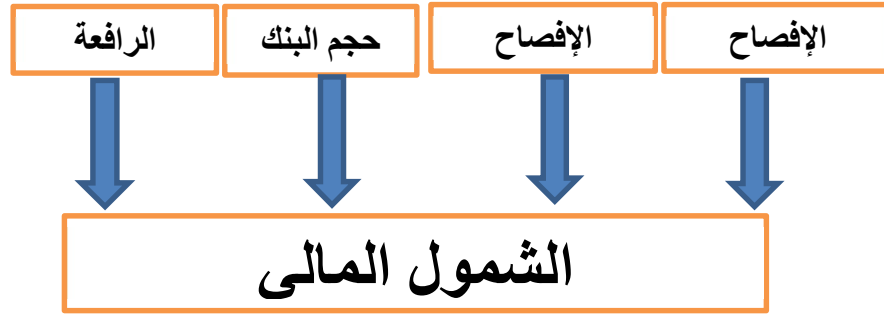 الإفصاح
الإفصاح
حجم البنك
الرافعة
الشمول المالى